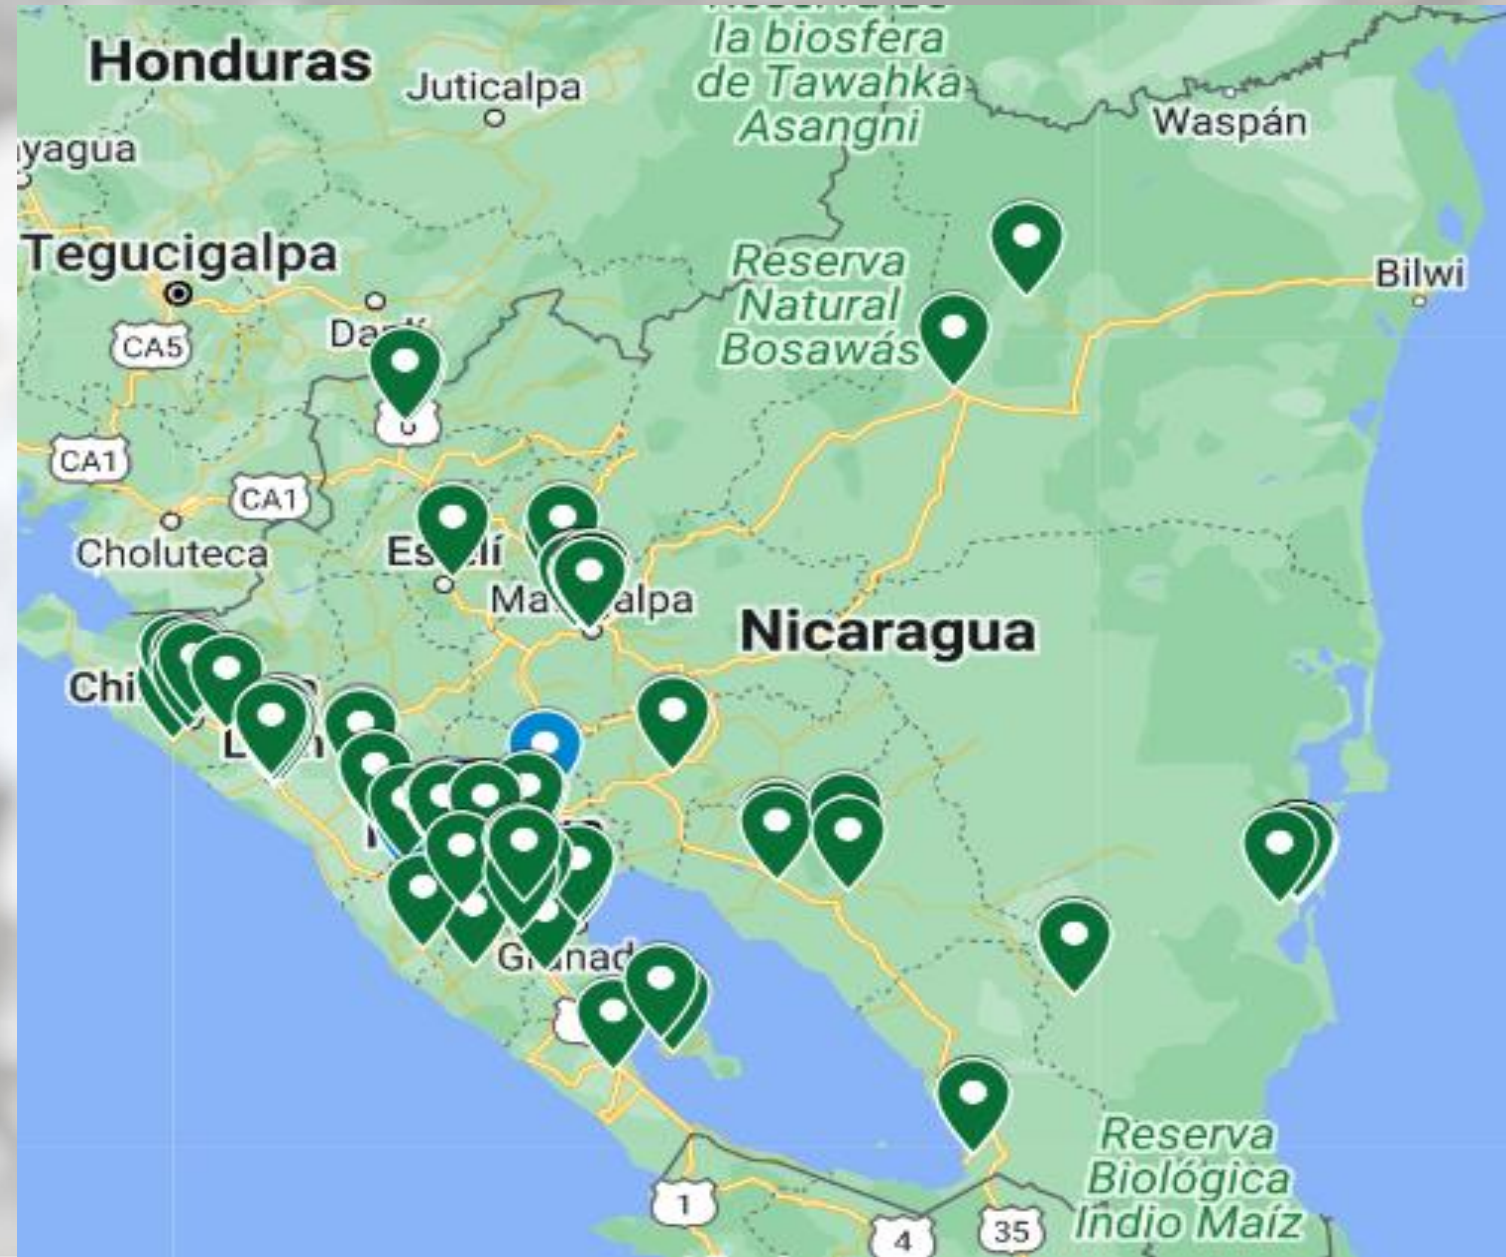 la biosfera
de Tawahka
Asangni
Honduras
Juticalpa
Waspán
yagua
Tegucigalpa
Reserva
Natural
Bosawás
Bilwi
CA5
CA1
CA1
Choluteca
Nicaragua
Reserva
Biológica
Indio Maíz
1
4
35